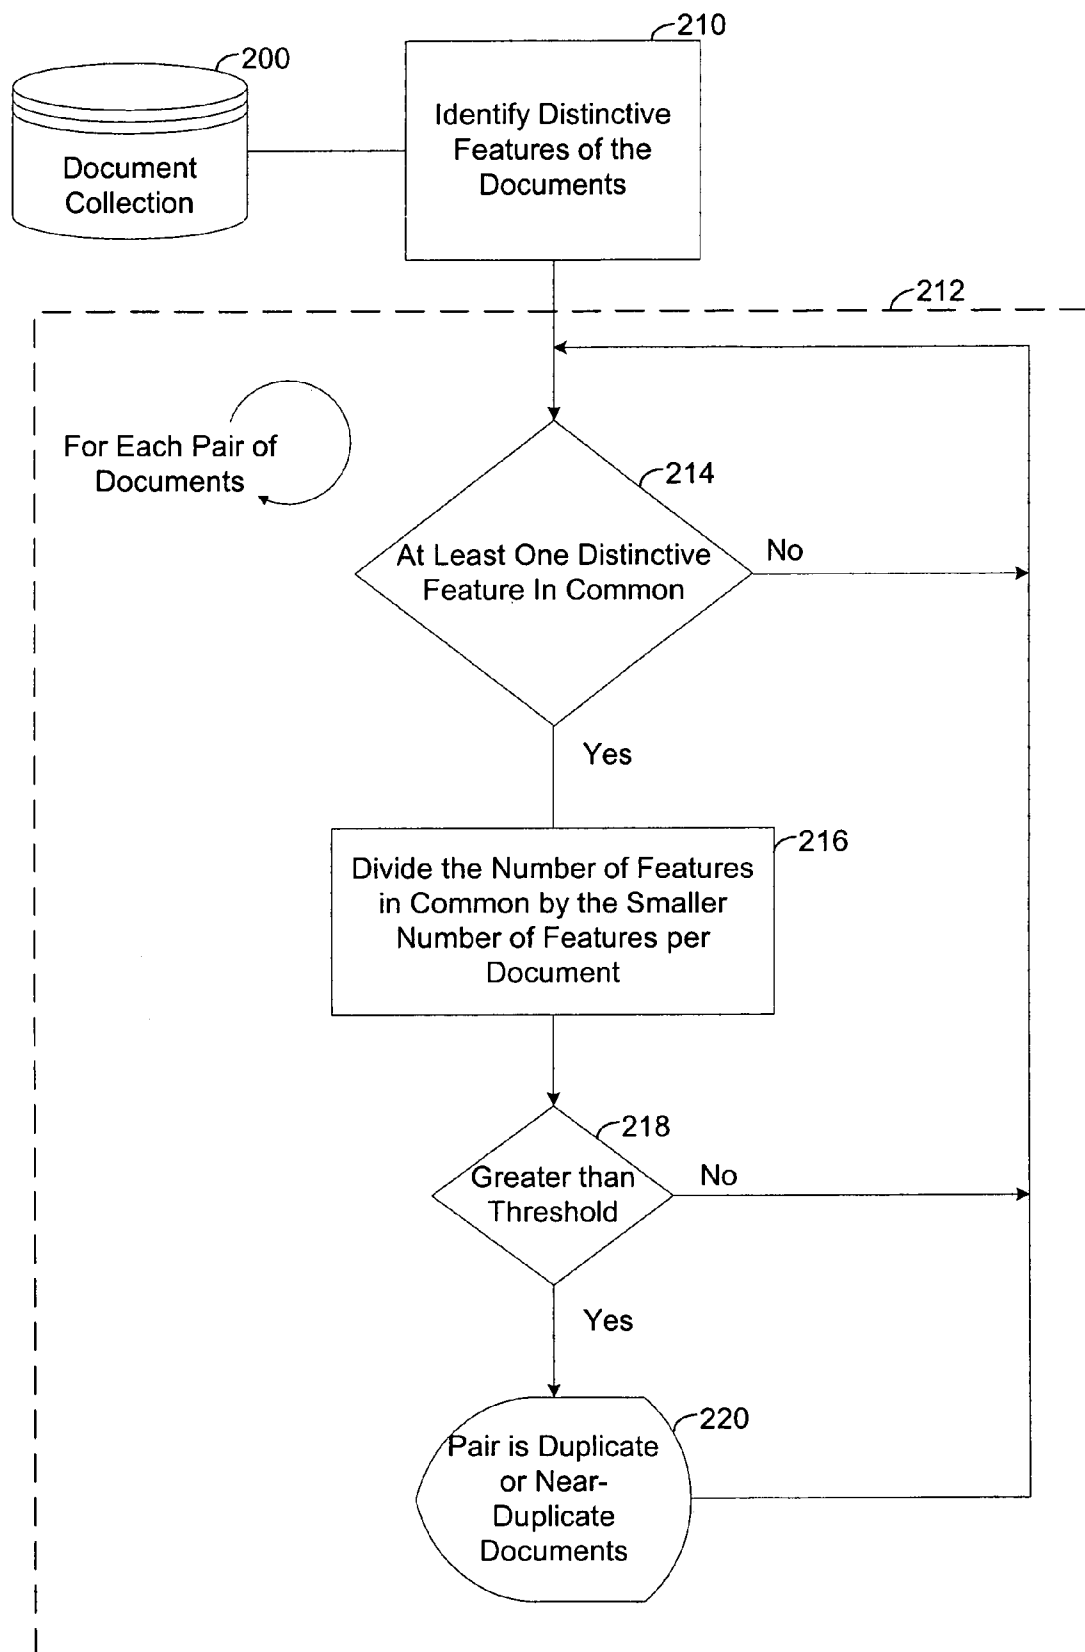 210
200
Identify Distinctive
Features of the
Documents
Document
Collection
212
For Each Pair of
Documents
214
At Least One Distinctive
Feature In Common
No
Yes
216
Divide the Number of Features
in Common by the Smaller
Number of Features per
Document
218
Greater than
Threshold
No
Yes
220
Pair is Duplicate
or Near-
Duplicate
Documents